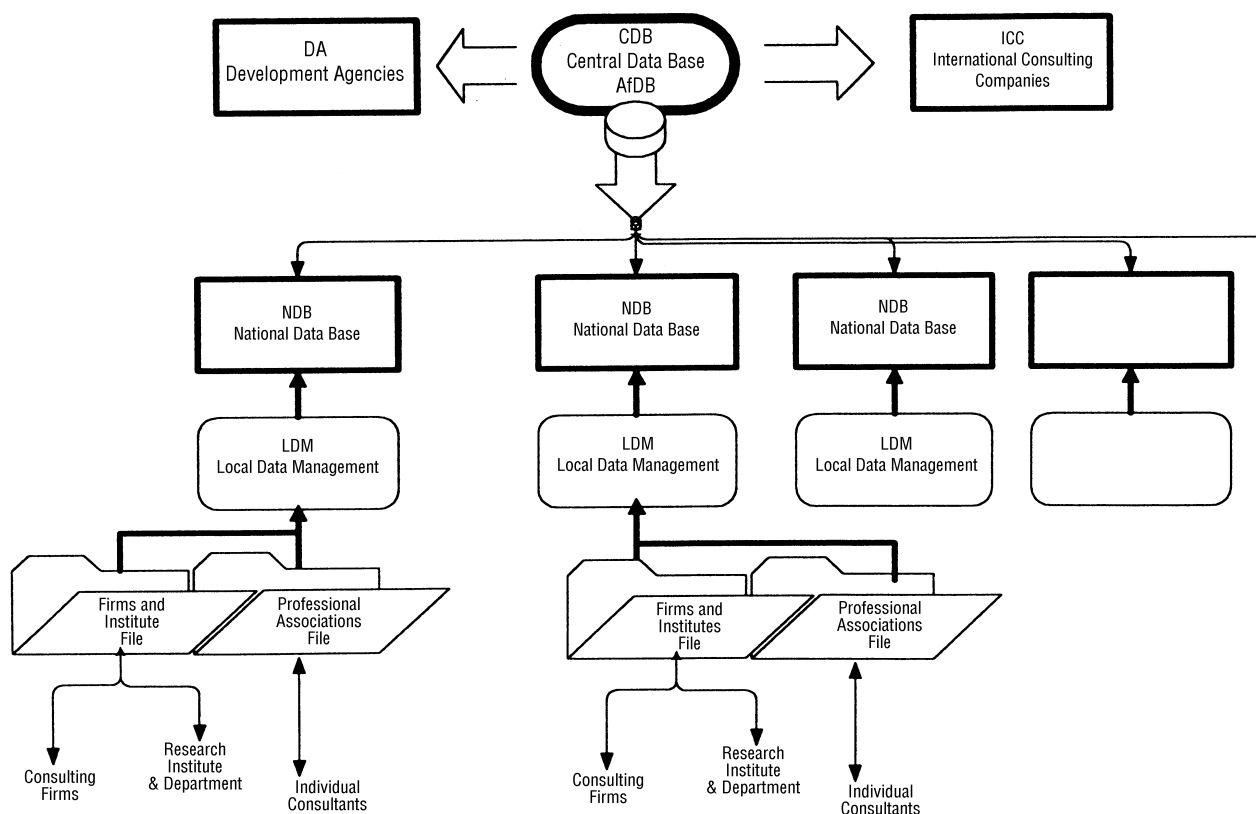 DA
Development Agencies
CDB
Central Data Base
AfDB
ICC
International Consulting
Companies
NDB
National Data Base
NDB
National Data Base
NDB
National Data Base
LDM
Local Data Management
LDM
Local Data Management
LDM
Local Data Management
Firms and
Institute
File
Professional
Associations
File
Firms and
Institutes
File
Professional
Associations
File
Consulting
Firms
Research
Institute
& Department
Individual
Consultants
Consulting
Firms
Research
Institute
& Department
Individual
Consultants